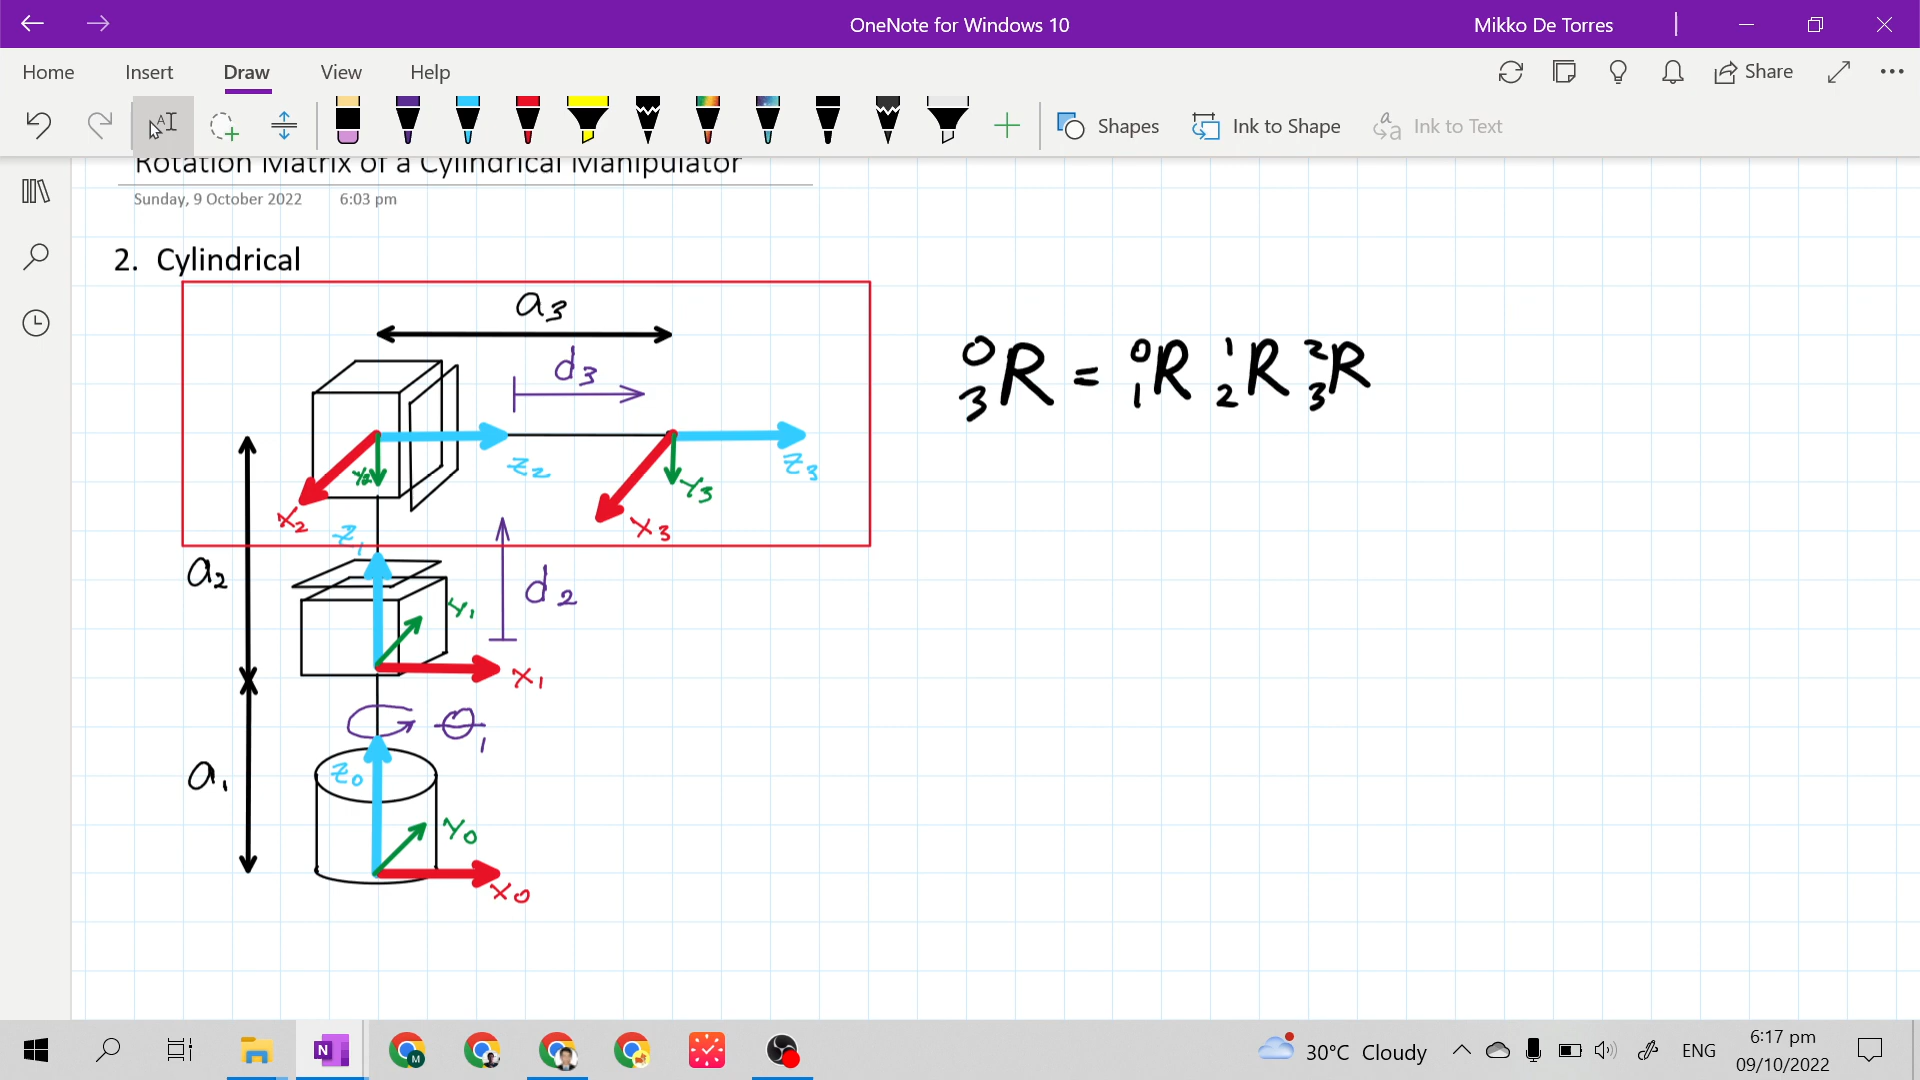 OneNote for Windows 10
Mikko De Torres
Home Insert Draw View Help
Share
Shapes Ink to Shape Ink to Text
Rotation Matrix of a Cylindrical Manipulator
Sunday, 9 October 2022 6:03 pm
2. Cylindrical
a3
d3
⁰₃R = ⁰₁R ¹₂R ²₃R
Y2
z2
z3
Y3
x2
x3
z1
a2
d2
Y1
x1
θ1
a1
z0
Y0
x0
N
M
30°C Cloudy
ENG
6:17 pm
09/10/2022